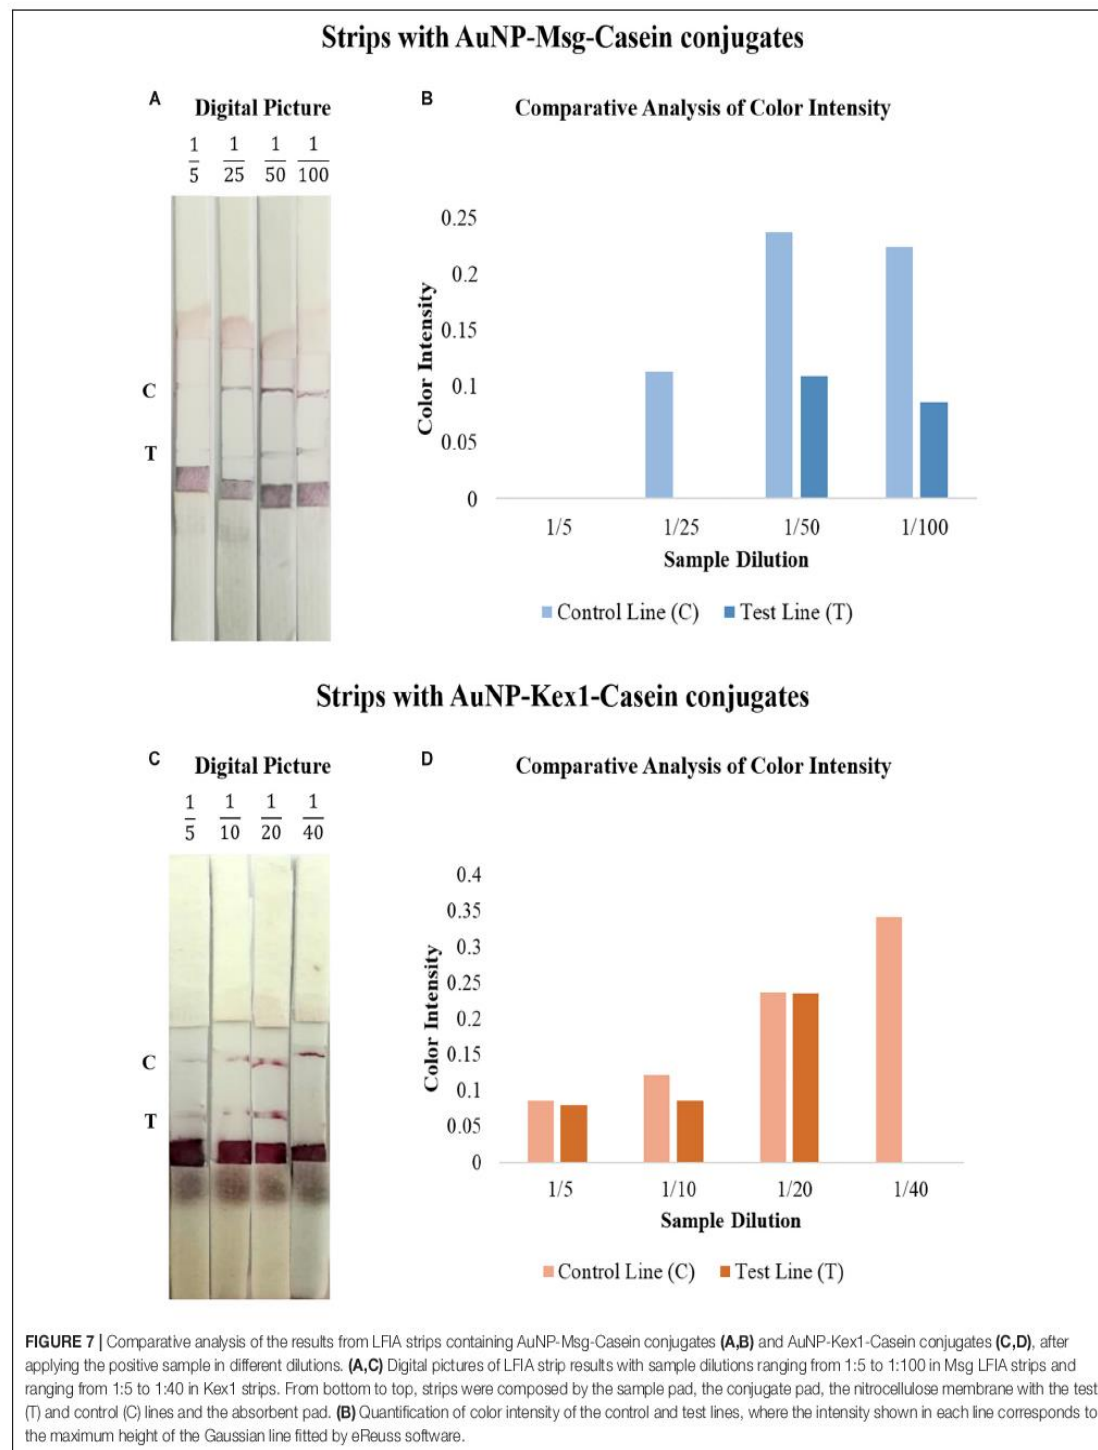 Strips with AuNP-Msg-Casein conjugates
A
Digital Picture
1/5 1/25 1/50 1/100
C
T
B
Comparative Analysis of Color Intensity
Color Intensity
0.25
0.2
0.15
0.1
0.05
0
1/5 1/25 1/50 1/100
Sample Dilution
Control Line (C) Test Line (T)
Strips with AuNP-Kex1-Casein conjugates
C
Digital Picture
1/5 1/10 1/20 1/40
C
T
D
Comparative Analysis of Color Intensity
Color Intensity
0.4
0.35
0.3
0.25
0.2
0.15
0.1
0.05
0
1/5 1/10 1/20 1/40
Sample Dilution
Control Line (C) Test Line (T)
FIGURE 7 | Comparative analysis of the results from LFIA strips containing AuNP-Msg-Casein conjugates (A,B) and AuNP-Kex1-Casein conjugates (C,D), after
applying the positive sample in different dilutions. (A,C) Digital pictures of LFIA strip results with sample dilutions ranging from 1:5 to 1:100 in Msg LFIA strips and
ranging from 1:5 to 1:40 in Kex1 strips. From bottom to top, strips were composed by the sample pad, the conjugate pad, the nitrocellulose membrane with the test
(T) and control (C) lines and the absorbent pad. (B) Quantification of color intensity of the control and test lines, where the intensity shown in each line corresponds to
the maximum height of the Gaussian line fitted by eReuss software.